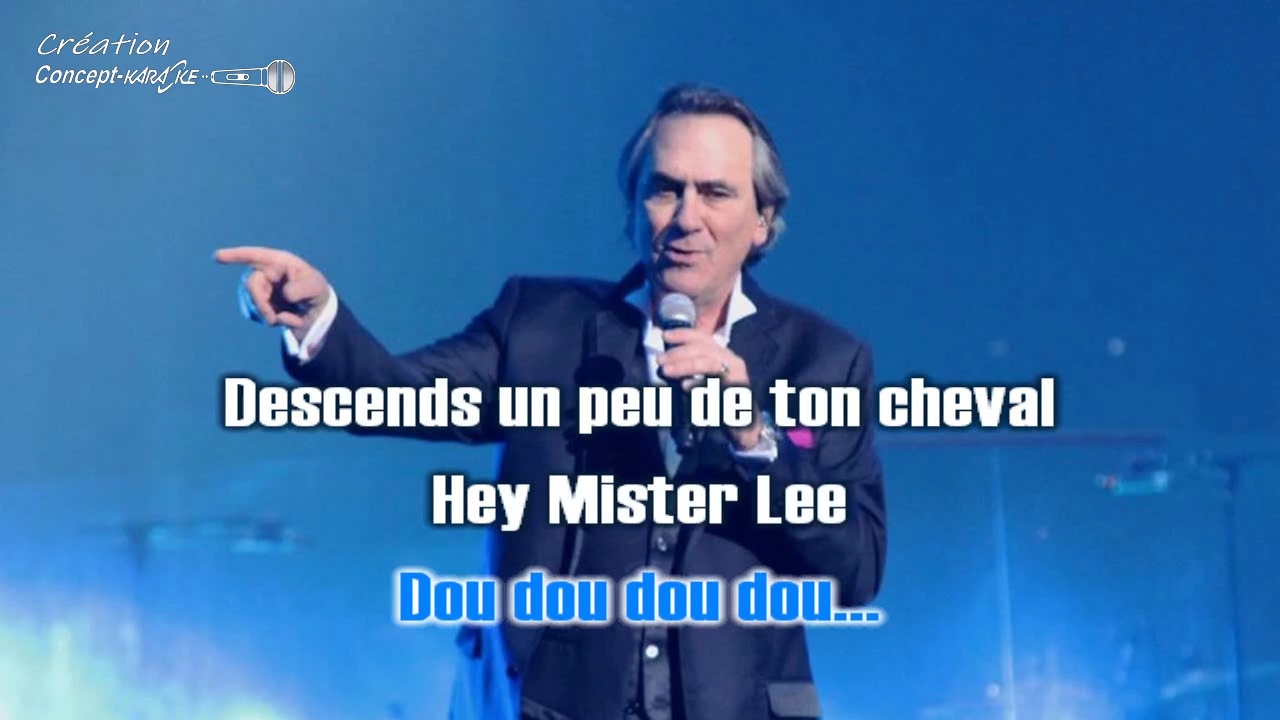 Création
Concept-KARAOKE
Descends un peu de ton cheval
Hey Mister Lee
Dou dou dou dou...